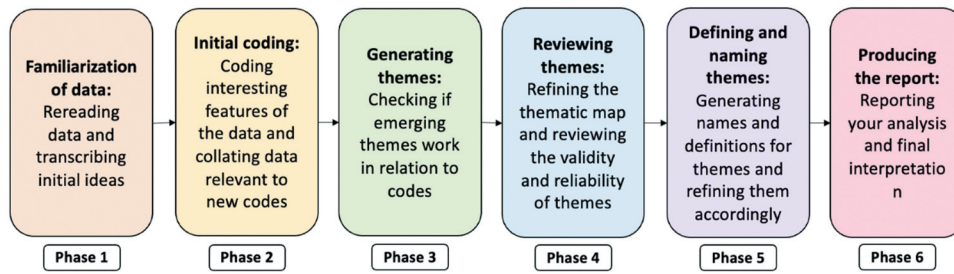 Familiarization
of data:
Rereading
data and
transcribing
initial ideas
Initial coding:
Coding
interesting
features of
the data and
collating data
relevant to
new codes
Generating
themes:
Checking if
emerging
themes work
in relation to
codes
Reviewing
themes:
Refining the
thematic map
and reviewing
the validity
and reliability
of themes
Defining and
naming
themes:
Generating
names and
definitions for
themes and
refining them
accordingly
Producing
the report:
Reporting
your analysis
and final
interpretatio
n
Phase 1
Phase 2
Phase 3
Phase 4
Phase 5
Phase 6